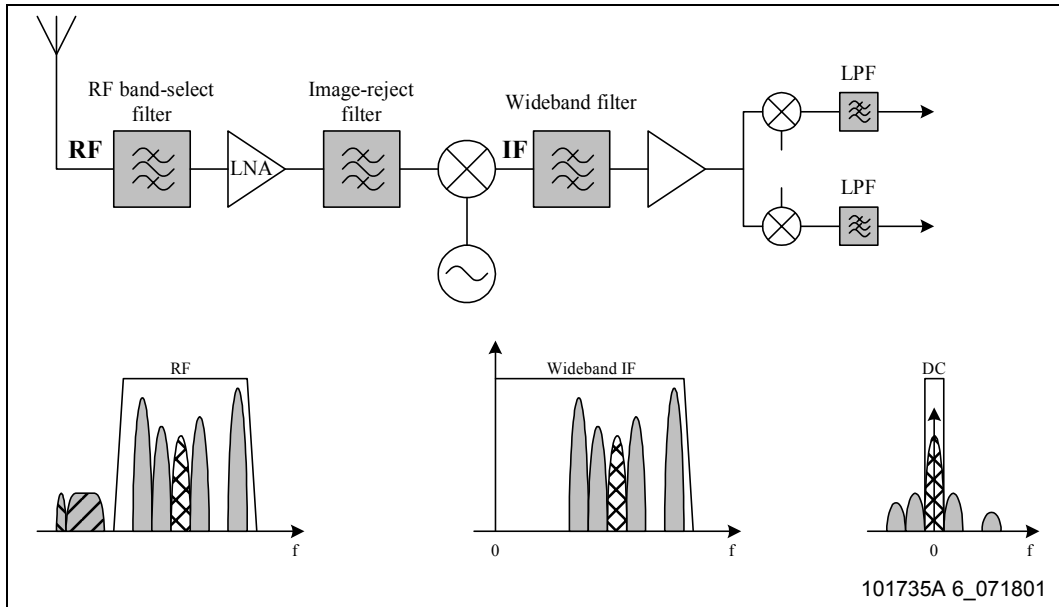 RF band-select
filter
Image-reject
filter
Wideband filter
LPF
RF
LNA
IF
LPF
RF
Wideband IF
DC
f
0
f
0
f
101735A 6_071801